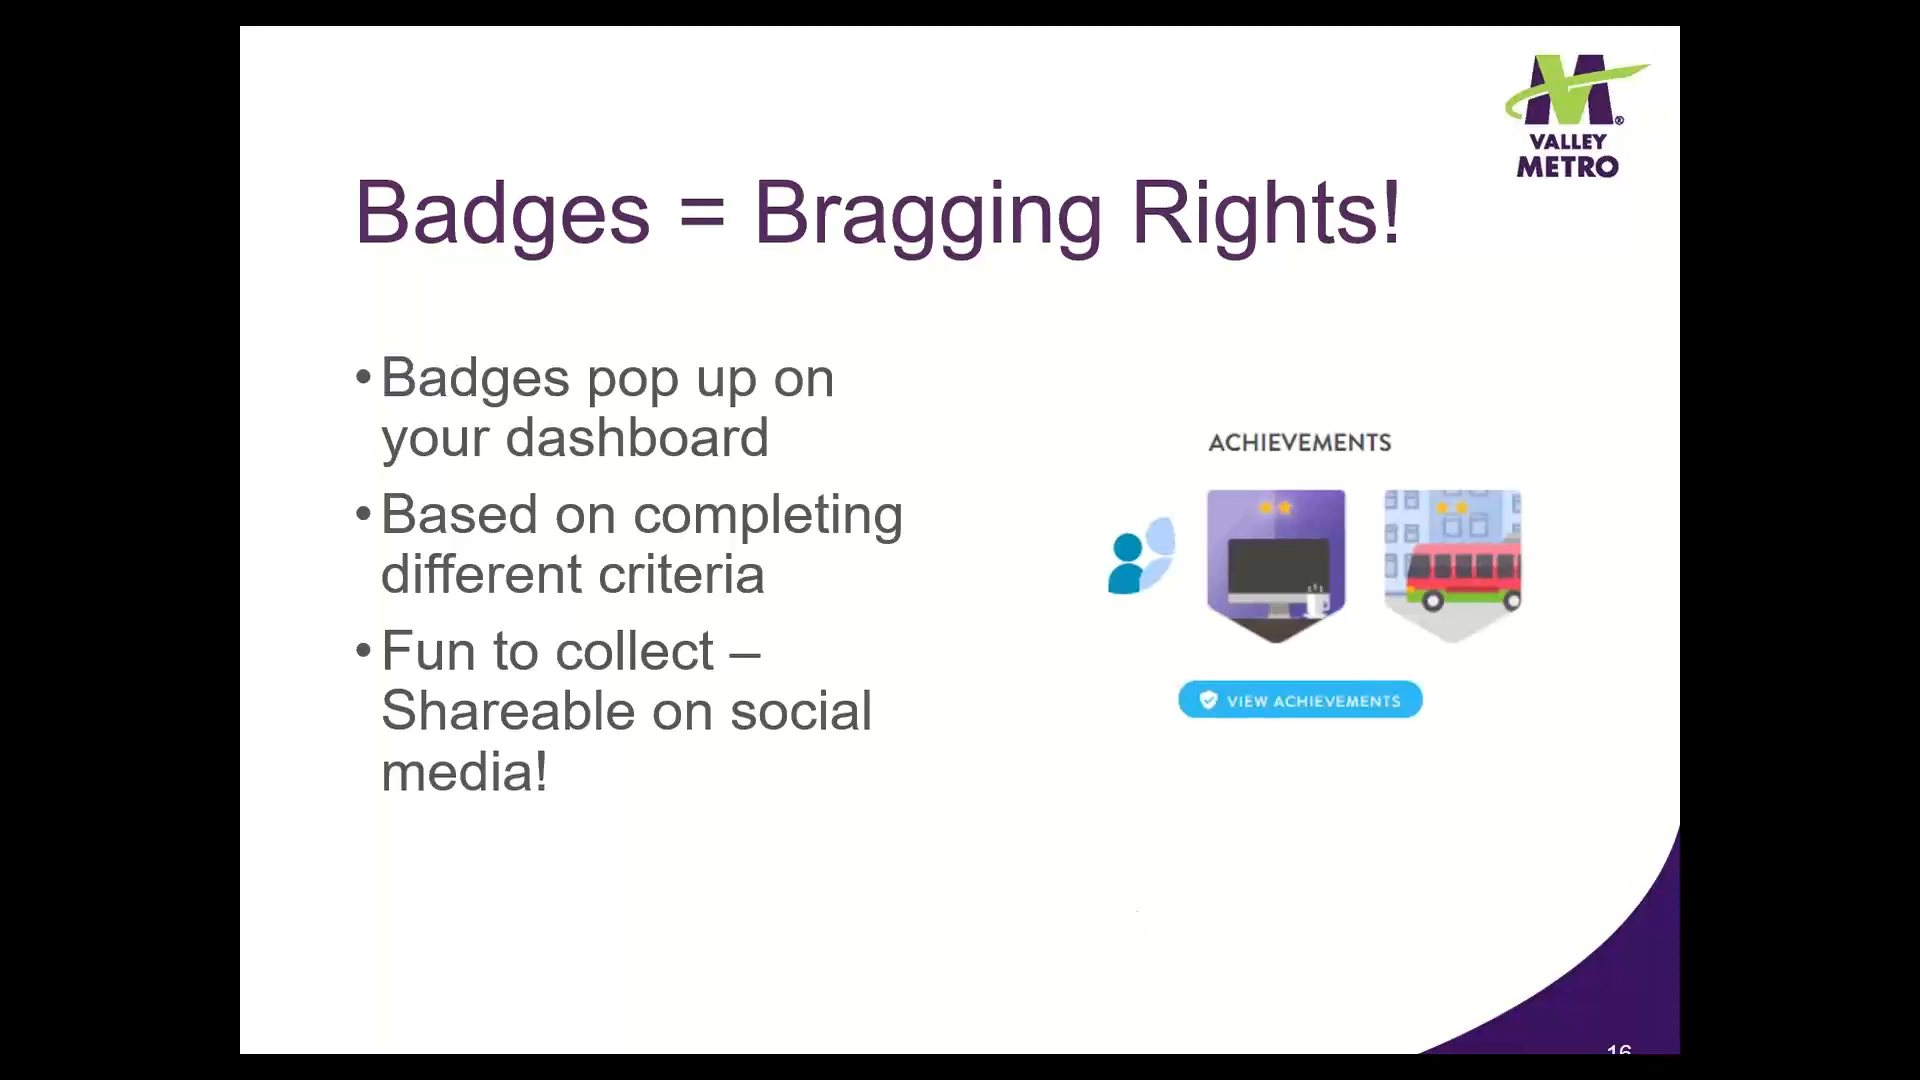 VALLEY
METRO
Badges = Bragging Rights!
•Badges pop up on
your dashboard
•Based on completing
different criteria
•Fun to collect –
Shareable on social
media!
ACHIEVEMENTS
VIEW ACHIEVEMENTS
16